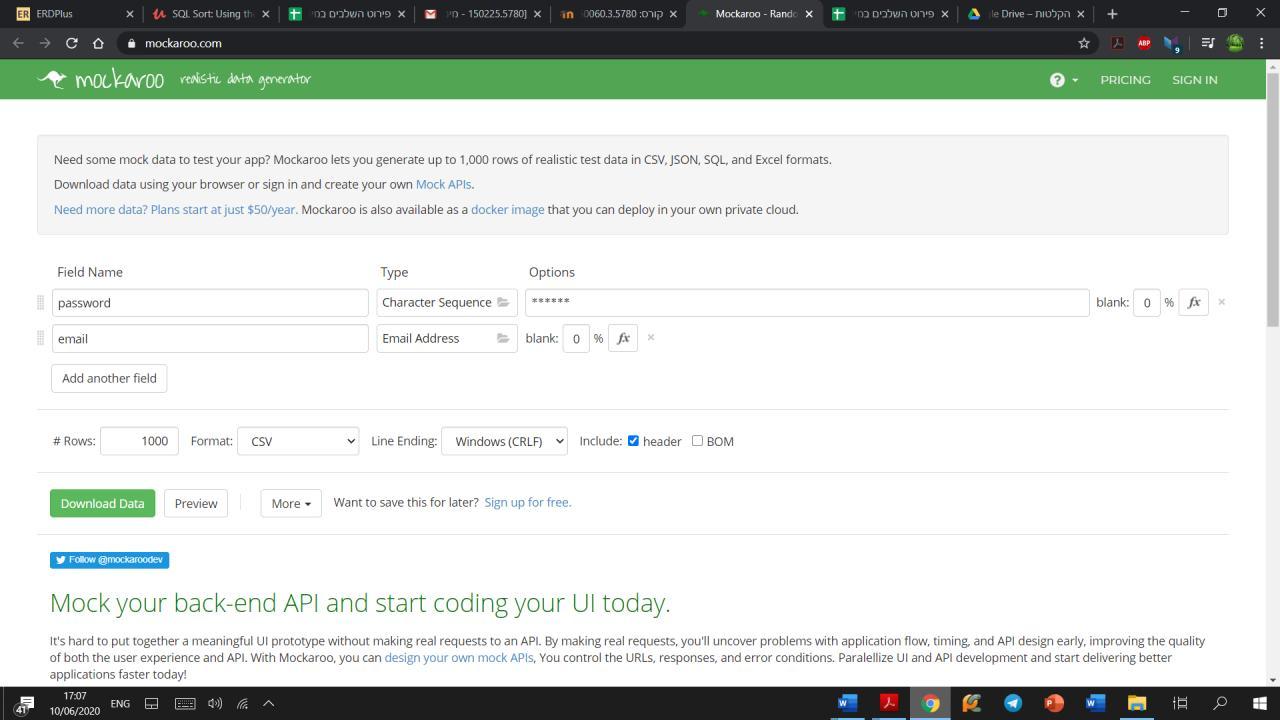 ERDPlus
SQL Sort: Using the
פירוט השלבים במי
[150225.5780 - מי
קורס: 0060.3.5780
Mockaroo - Rando
פירוט השלבים במי
הקלטות – le Drive
mockaroo.com
ABP
9
mockaroo realistic data generator
PRICING SIGN IN
Need some mock data to test your app? Mockaroo lets you generate up to 1,000 rows of realistic test data in CSV, JSON, SQL, and Excel formats.
Download data using your browser or sign in and create your own Mock APIs.
Need more data? Plans start at just $50/year. Mockaroo is also available as a docker image that you can deploy in your own private cloud.
Field Name Type Options
password Character Sequence ****** blank: 0 % fx ×
email Email Address blank: 0 % fx ×
Add another field
# Rows: 1000 Format: CSV Line Ending: Windows (CRLF) Include: header BOM
Download Data Preview More Want to save this for later? Sign up for free.
Follow @mockaroodev
Mock your back-end API and start coding your UI today.
It's hard to put together a meaningful UI prototype without making real requests to an API. By making real requests, you'll uncover problems with application flow, timing, and API design early, improving the quality
of both the user experience and API. With Mockaroo, you can design your own mock APIs, You control the URLs, responses, and error conditions. Paralellize UI and API development and start delivering better
applications faster today!
41
17:07
10/06/2020
ENG